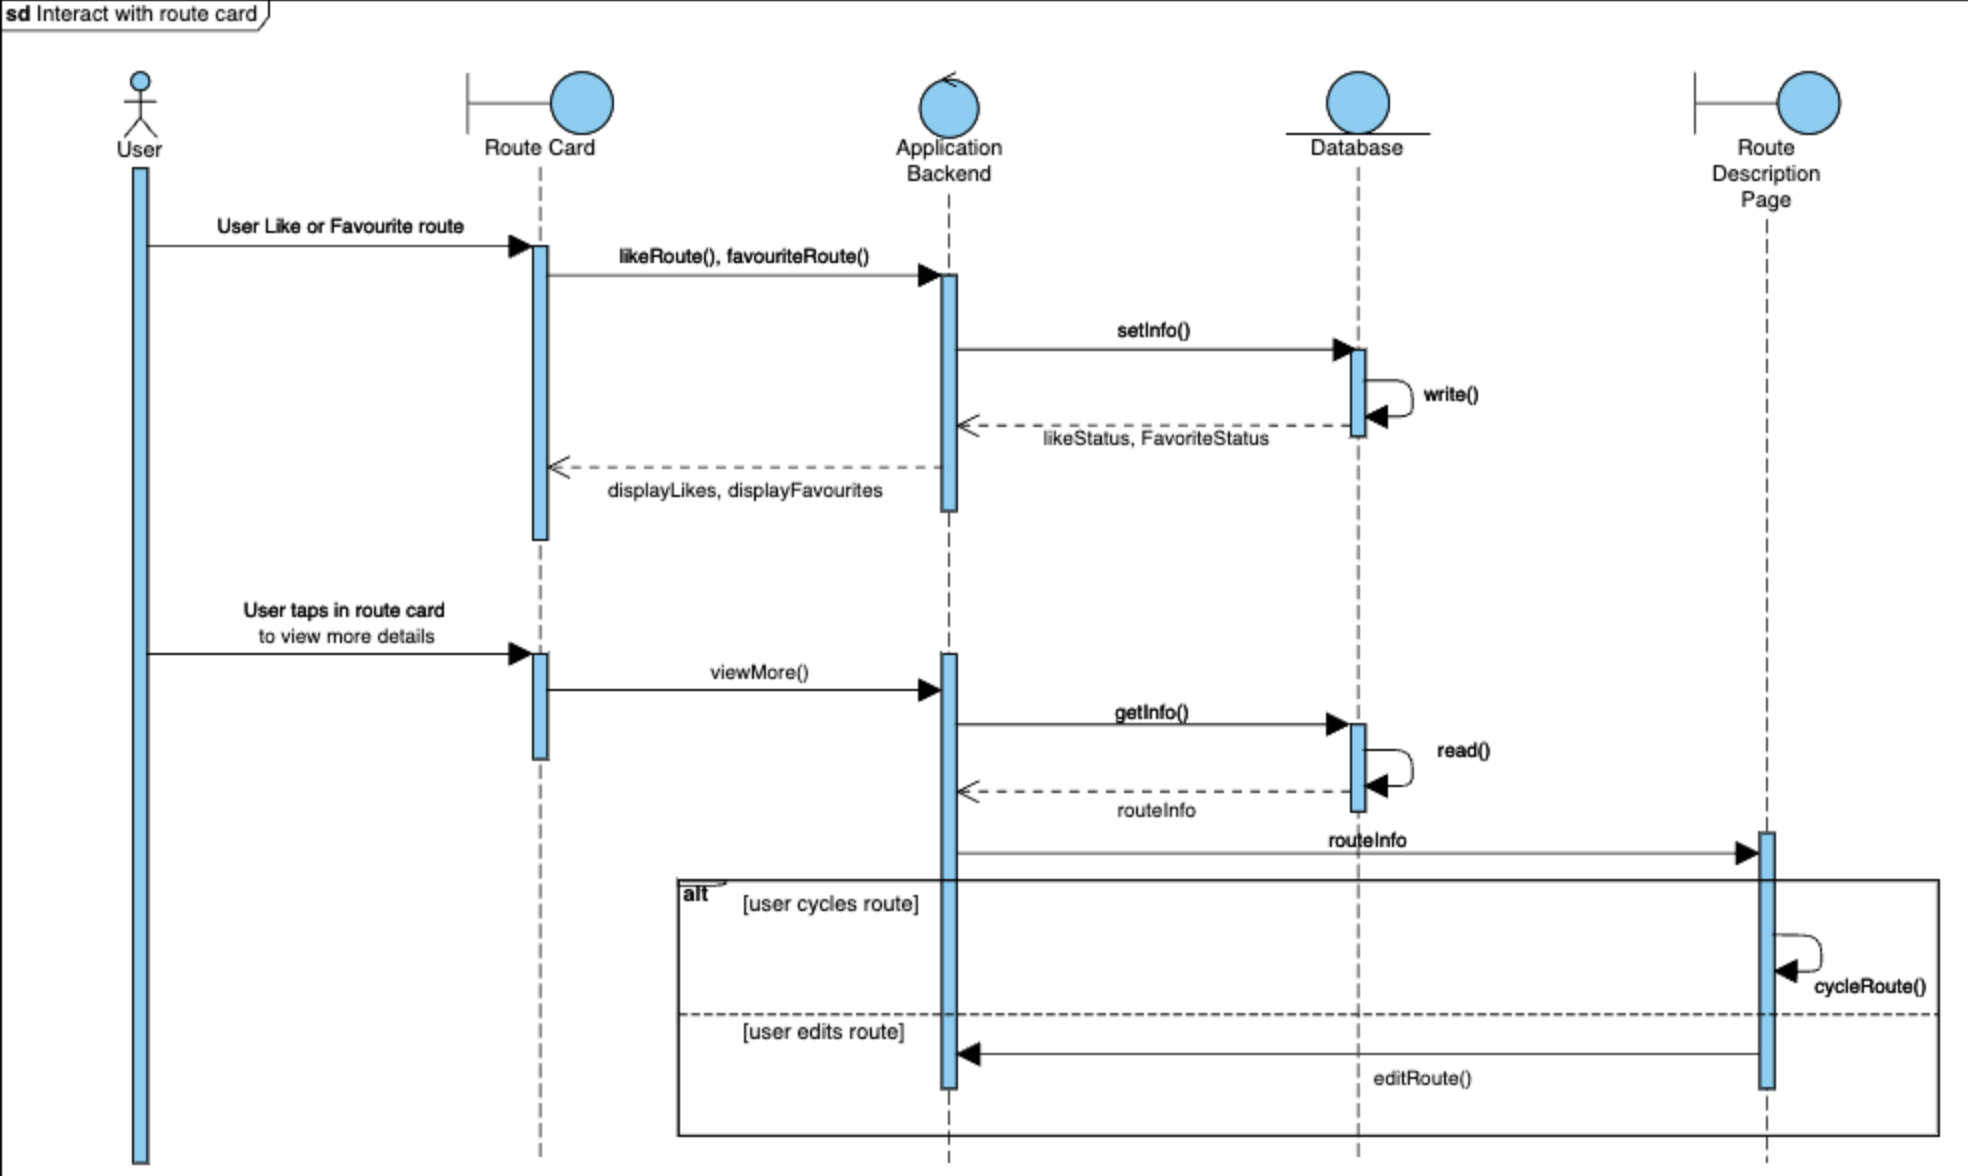 sd Interact with route card
User
Route Card
Application
Backend
Database
Route
Description
Page
User Like or Favourite route
likeRoute(), favouriteRoute()
setInfo()
write()
likeStatus, FavoriteStatus
displayLikes, displayFavourites
User taps in route card
to view more details
viewMore()
getInfo()
read()
routeInfo
routeInfo
alt
[user cycles route]
cycleRoute()
[user edits route]
editRoute()